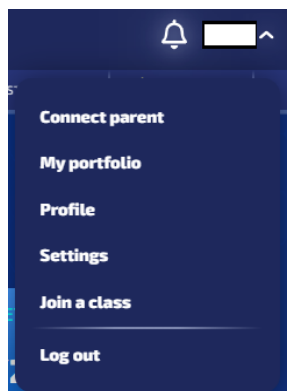 Connect parent
My portfolio
Profile
Settings
Join a class
Log out